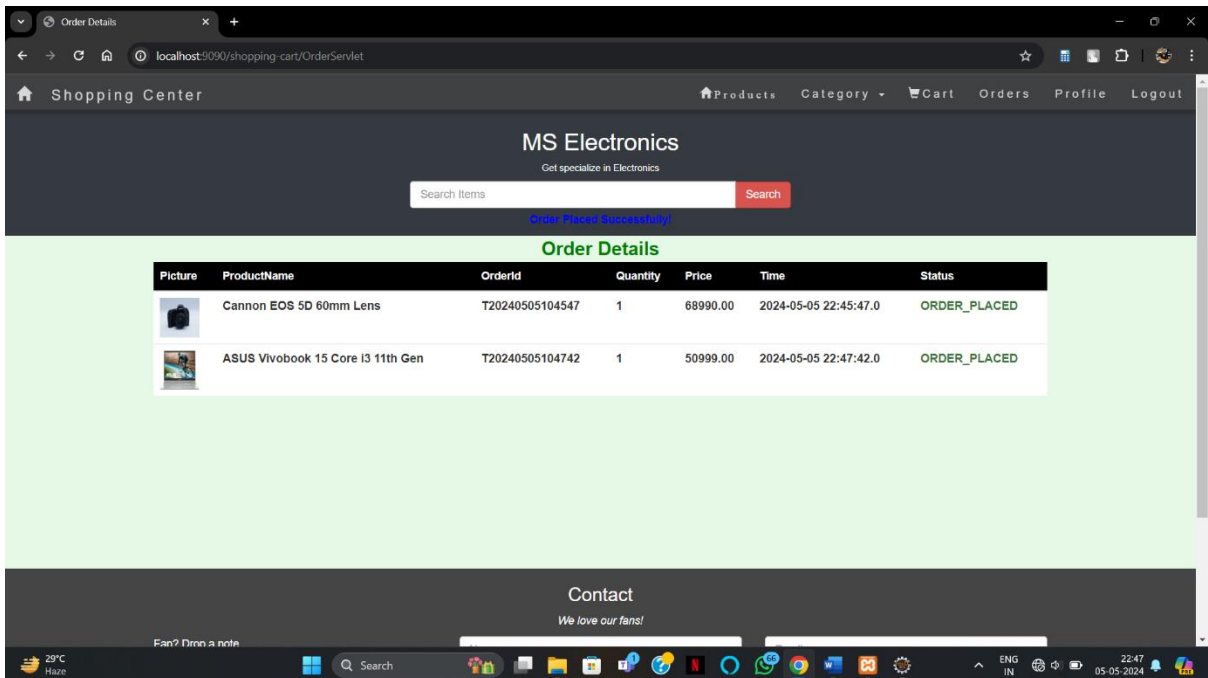 Order Details
localhost:9090/shopping-cart/OrderServlet
Shopping Center Products Category Cart Orders Profile Logout
MS Electronics
Get specialize in Electronics
Search Items Search
Order Placed Successfully!
Order Details
Picture ProductName OrderId Quantity Price Time Status
Cannon EOS 5D 60mm Lens T20240505104547 1 68990.00 2024-05-05 22:45:47.0 ORDER_PLACED
ASUS Vivobook 15 Core i3 11th Gen T20240505104742 1 50999.00 2024-05-05 22:47:42.0 ORDER_PLACED
Contact
We love our fans!
Fan? Drop a note
29°C
Haze
Search
66
ENG
IN
22:47
05-05-2024